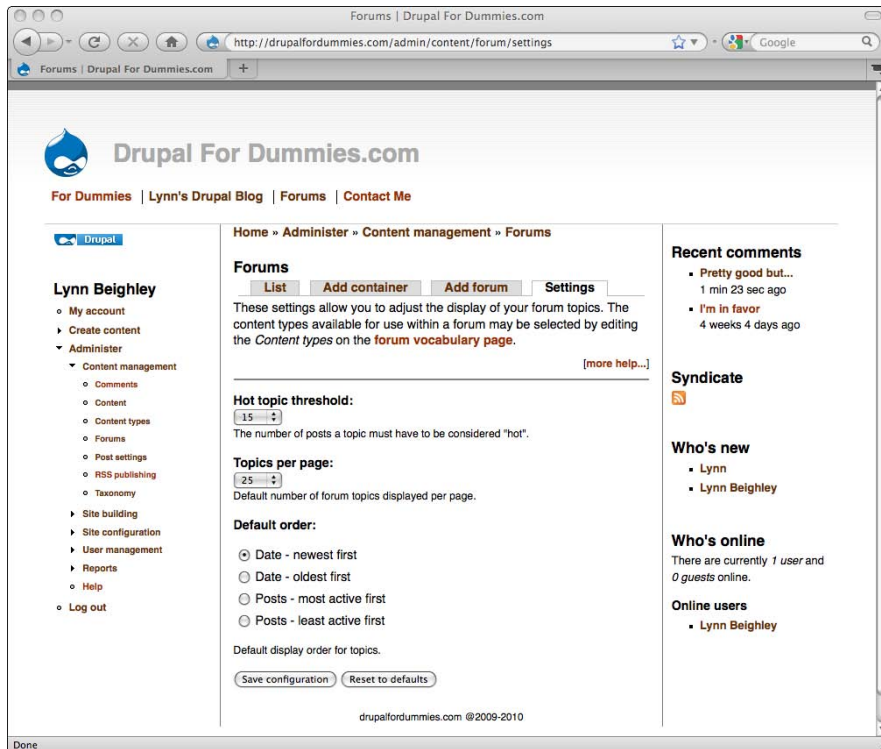 Forums | Drupal For Dummies.com
http://drupalfordummies.com/admin/content/forum/settings
Google
Forums | Drupal For Dummies.com
+
Drupal For Dummies.com
For Dummies | Lynn's Drupal Blog | Forums | Contact Me
Drupal
Lynn Beighley
My account
Create content
Administer
Content management
Comments
Content
Content types
Forums
Post settings
RSS publishing
Taxonomy
Site building
Site configuration
User management
Reports
Help
Log out
Home » Administer » Content management » Forums
Forums
List
Add container
Add forum
Settings
These settings allow you to adjust the display of your forum topics. The
content types available for use within a forum may be selected by editing
the Content types on the forum vocabulary page.
[more help...]
Hot topic threshold:
15
The number of posts a topic must have to be considered "hot".
Topics per page:
25
Default number of forum topics displayed per page.
Default order:
Date - newest first
Date - oldest first
Posts - most active first
Posts - least active first
Default display order for topics.
Save configuration
Reset to defaults
drupalfordummies.com @2009-2010
Recent comments
Pretty good but...
1 min 23 sec ago
I'm in favor
4 weeks 4 days ago
Syndicate
Who's new
Lynn
Lynn Beighley
Who's online
There are currently 1 user and
0 guests online.
Online users
Lynn Beighley
Done